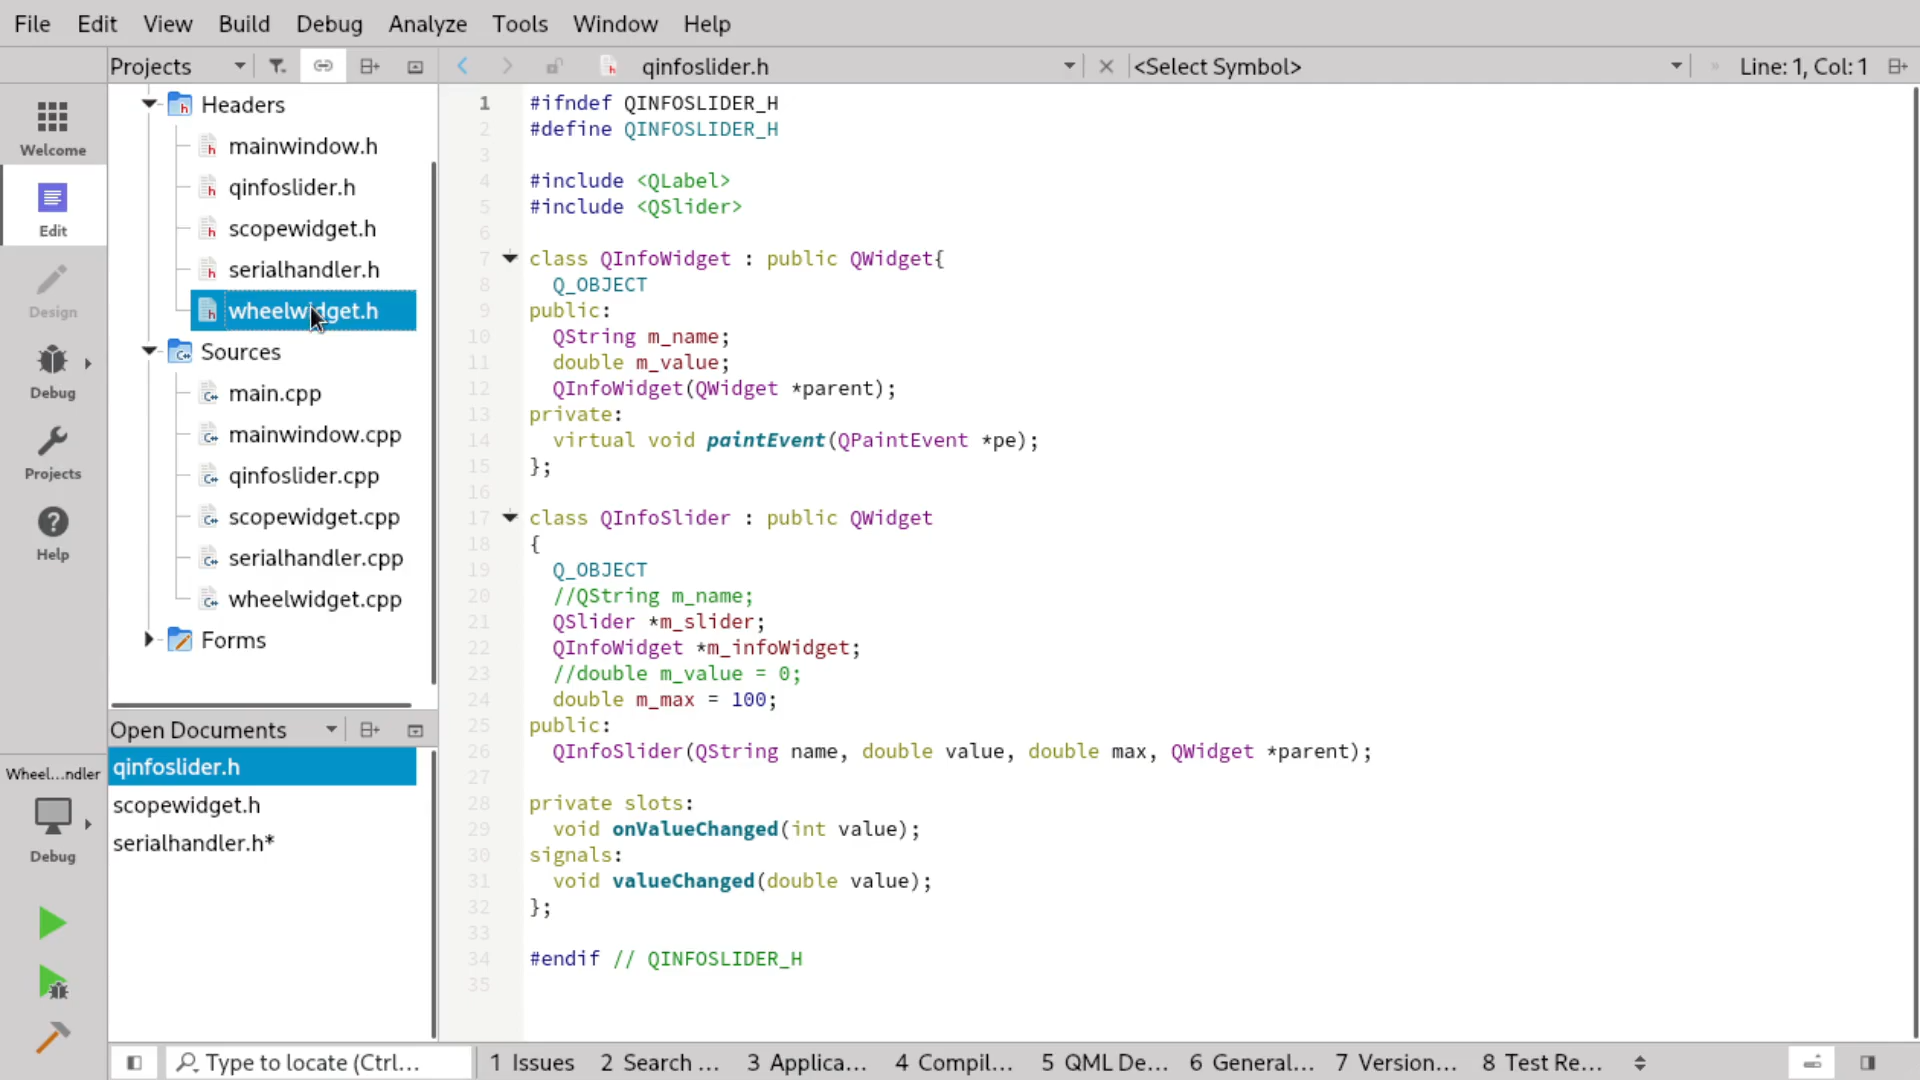 File Edit View Build Debug Analyze Tools Window Help
Projects qinfoslider.h <Select Symbol> Line: 1, Col: 1
Welcome
Edit
Design
Debug
Projects
Help
Wheel...ndler
Debug
Headers
mainwindow.h
qinfoslider.h
scopewidget.h
serialhandler.h
wheelwidget.h
Sources
main.cpp
mainwindow.cpp
qinfoslider.cpp
scopewidget.cpp
serialhandler.cpp
wheelwidget.cpp
Forms
Open Documents
qinfoslider.h
scopewidget.h
serialhandler.h*
1 #ifndef QINFOSLIDER_H
2 #define QINFOSLIDER_H
3
4 #include <QLabel>
5 #include <QSlider>
6
7 class QInfoWidget : public QWidget{
8 Q_OBJECT
9 public:
10 QString m_name;
11 double m_value;
12 QInfoWidget(QWidget *parent);
13 private:
14 virtual void paintEvent(QPaintEvent *pe);
15 };
16
17 class QInfoSlider : public QWidget
18 {
19 Q_OBJECT
20 //QString m_name;
21 QSlider *m_slider;
22 QInfoWidget *m_infoWidget;
23 //double m_value = 0;
24 double m_max = 100;
25 public:
26 QInfoSlider(QString name, double value, double max, QWidget *parent);
27
28 private slots:
29 void onValueChanged(int value);
30 signals:
31 void valueChanged(double value);
32 };
33
34 #endif // QINFOSLIDER_H
35
Type to locate (Ctrl... 1 Issues 2 Search ... 3 Applica... 4 Compil... 5 QML De... 6 General... 7 Version... 8 Test Re...